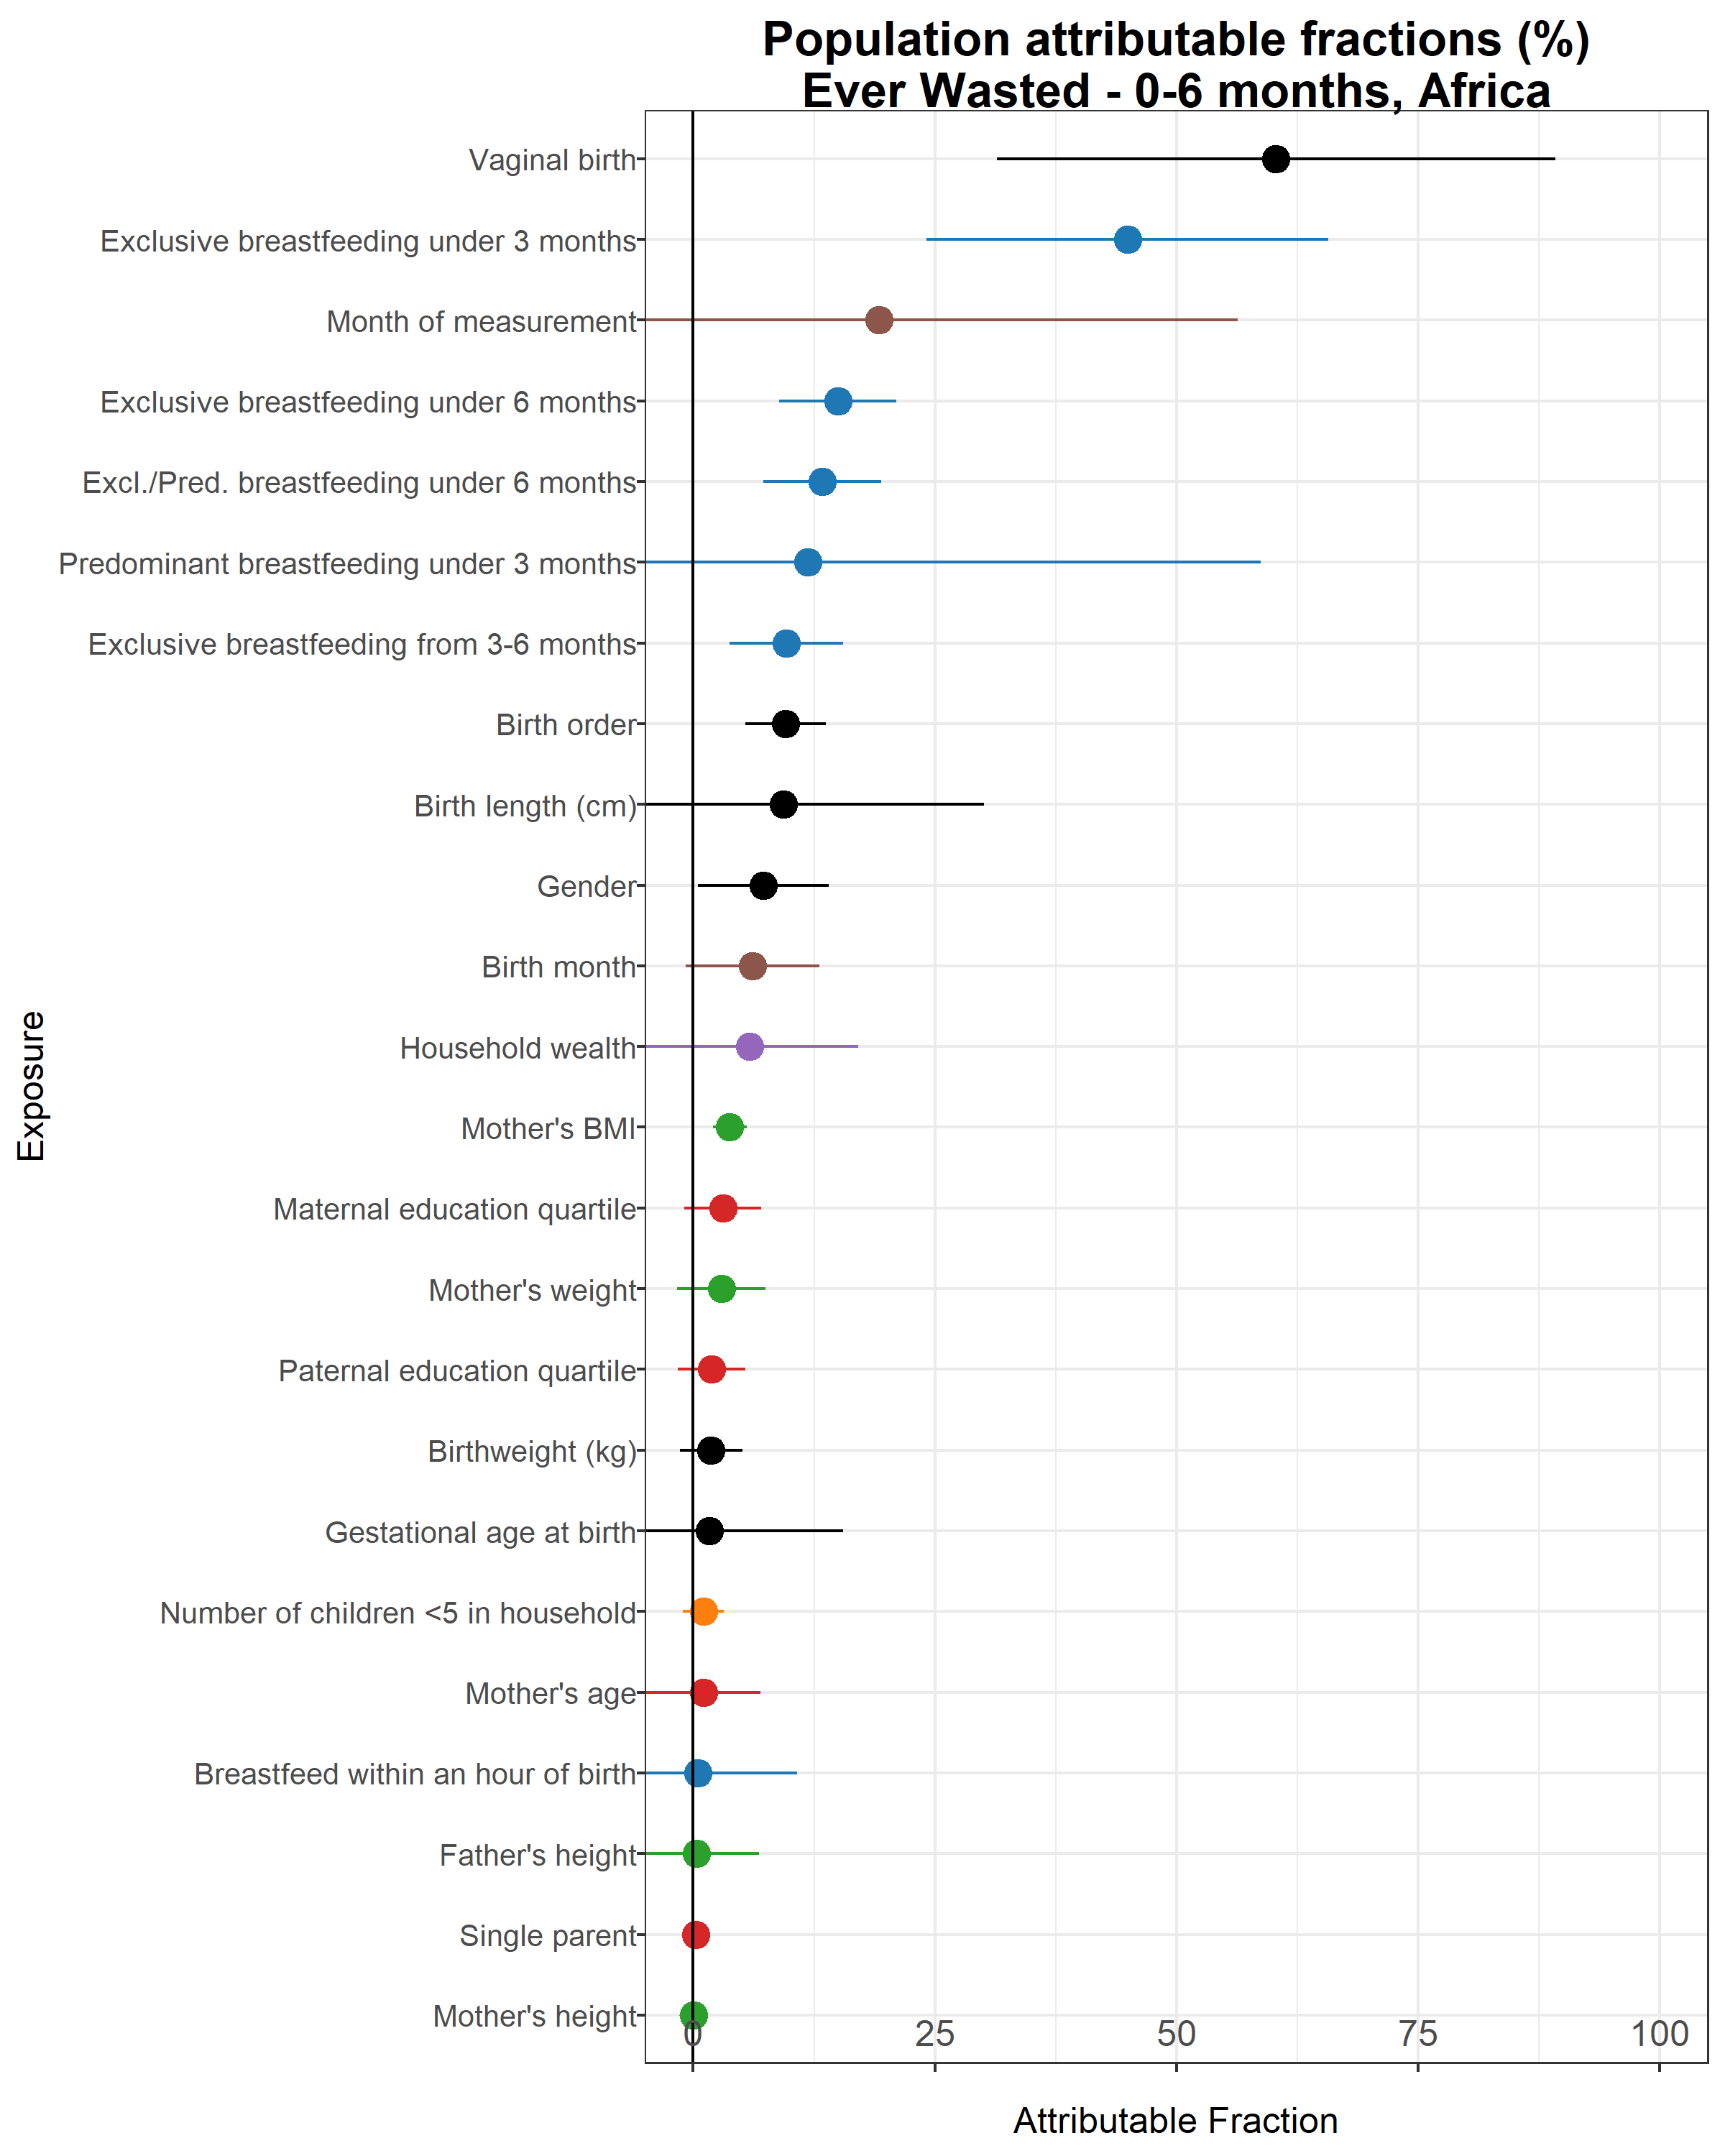 Population attributable fractions (%)
Ever Wasted - 0-6 months, Africa
Vaginal birth
Exclusive breastfeeding under 3 months
Month of measurement
Exclusive breastfeeding under 6 months
Excl./Pred. breastfeeding under 6 months
Predominant breastfeeding under 3 months
Exclusive breastfeeding from 3-6 months
Birth order
Birth length (cm)
Gender
Birth month
Household wealth
Mother's BMI
Maternal education quartile
Mother's weight
Paternal education quartile
Birthweight (kg)
Gestational age at birth
Number of children <5 in household
Mother's age
Breastfeed within an hour of birth
Father's height
Single parent
Mother's height
Exposure
0 25 50 75 100
Attributable Fraction